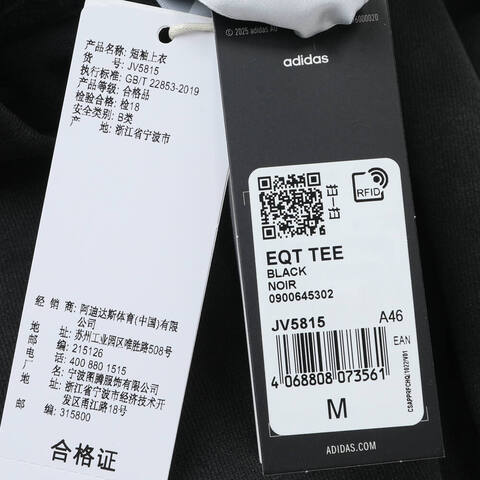 产品名称: 短袖上衣
货 号: JV5815
执行标准: GB/T 22853-2019
产品等级: 合格品
检验合格: 检18
安全类别: B类
产 地: 浙江省宁波市
经 销 商: 阿迪达斯体育(中国)有限
公司
地 址: 苏州工业园区唯胜路508号
邮 编: 215126
电 话: 400 880 1515
制 造 商: 宁波图腾服饰有限公司
地 址: 浙江省宁波经济技术开
发区甬江路18号
邮 编: 315800
合格证
© 2025 adidas
adidas
RFID
EQT TEE
BLACK
NOIR
0900645302
JV5815 A46
EAN
4 068808 073561
M
ADIDAS.COM